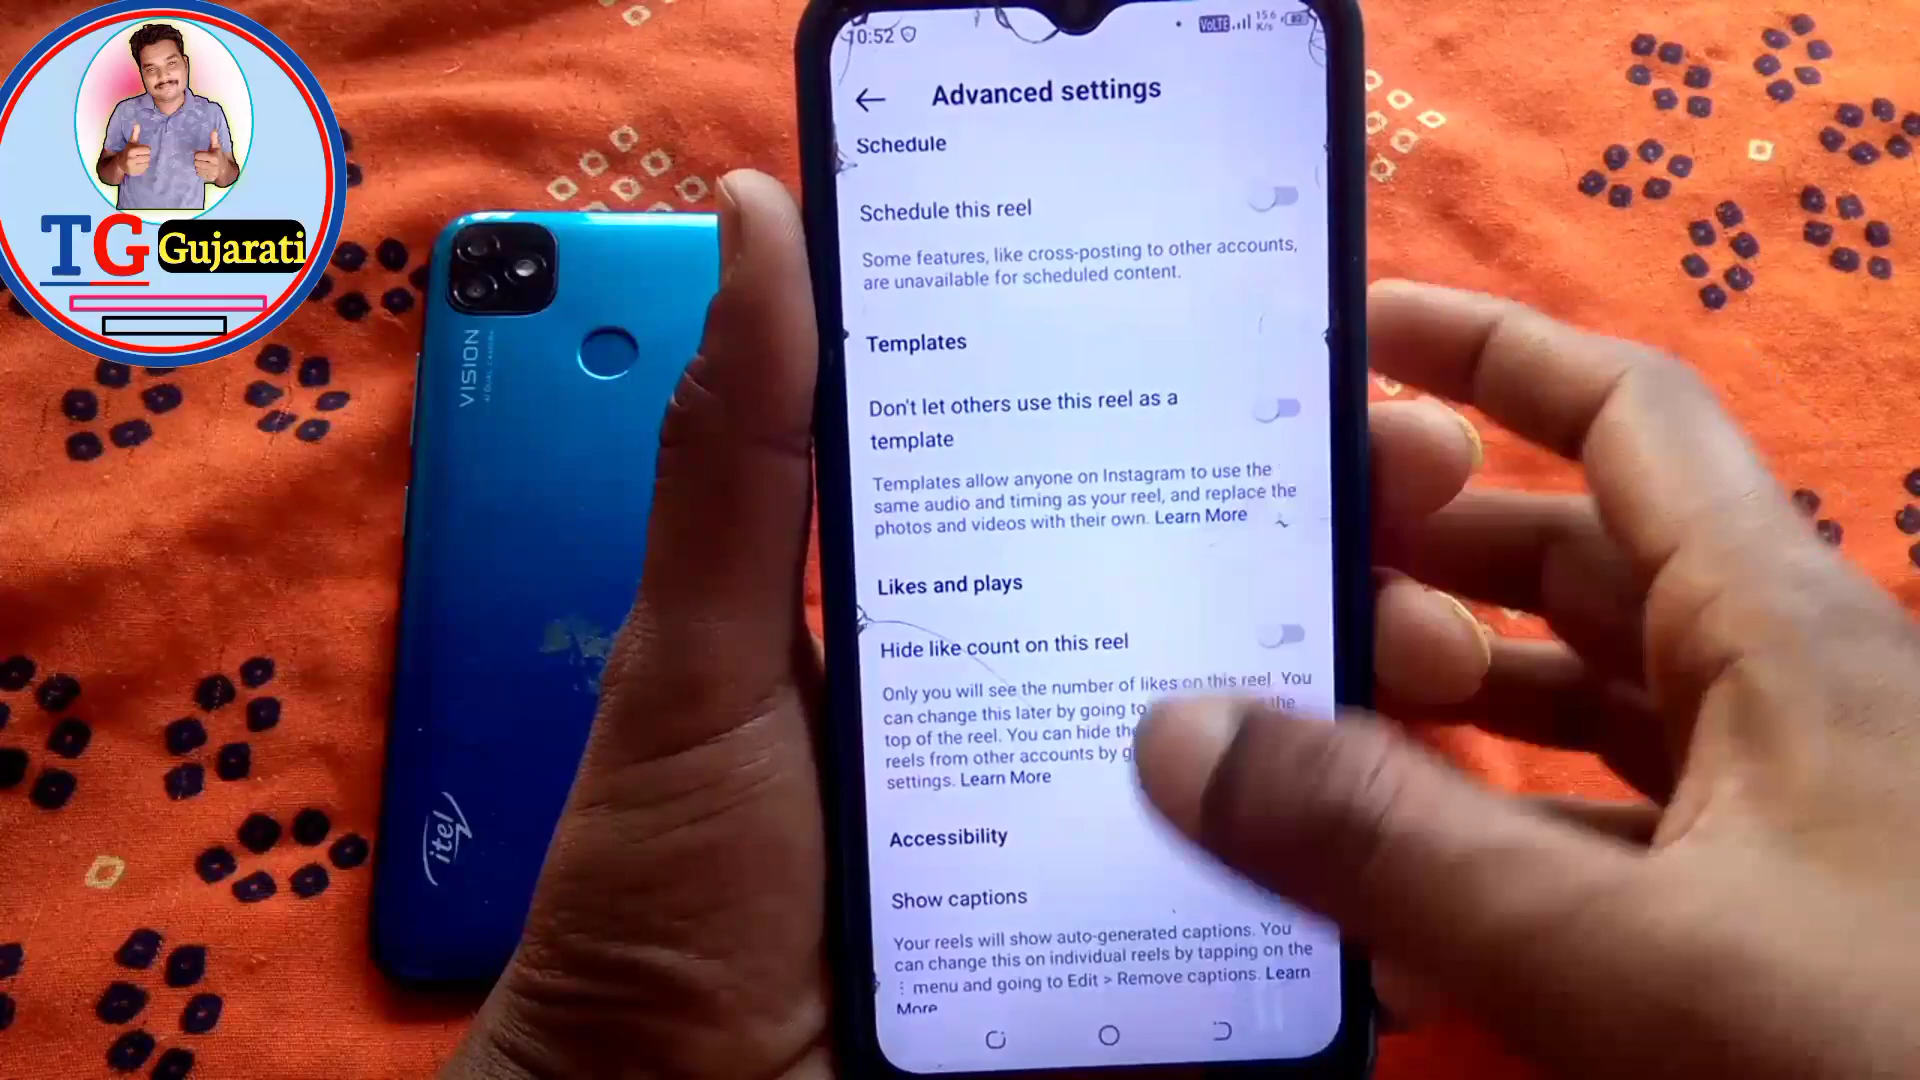 TG Gujarati
VISION
itel
10:52
VoLTE
Advanced settings
Schedule
Schedule this reel
Some features, like cross-posting to other accounts,
are unavailable for scheduled content.
Templates
Don't let others use this reel as a
template
Templates allow anyone on Instagram to use the
same audio and timing as your reel, and replace the
photos and videos with their own. Learn More
Likes and plays
Hide like count on this reel
Only you will see the number of likes on this reel. You
can change this later by going to the
top of the reel. You can hide
reels from other accounts by
settings. Learn More
Accessibility
Show captions
Your reels will show auto-generated captions. You
can change this on individual reels by tapping on the
⋮ menu and going to Edit > Remove captions. Learn
More